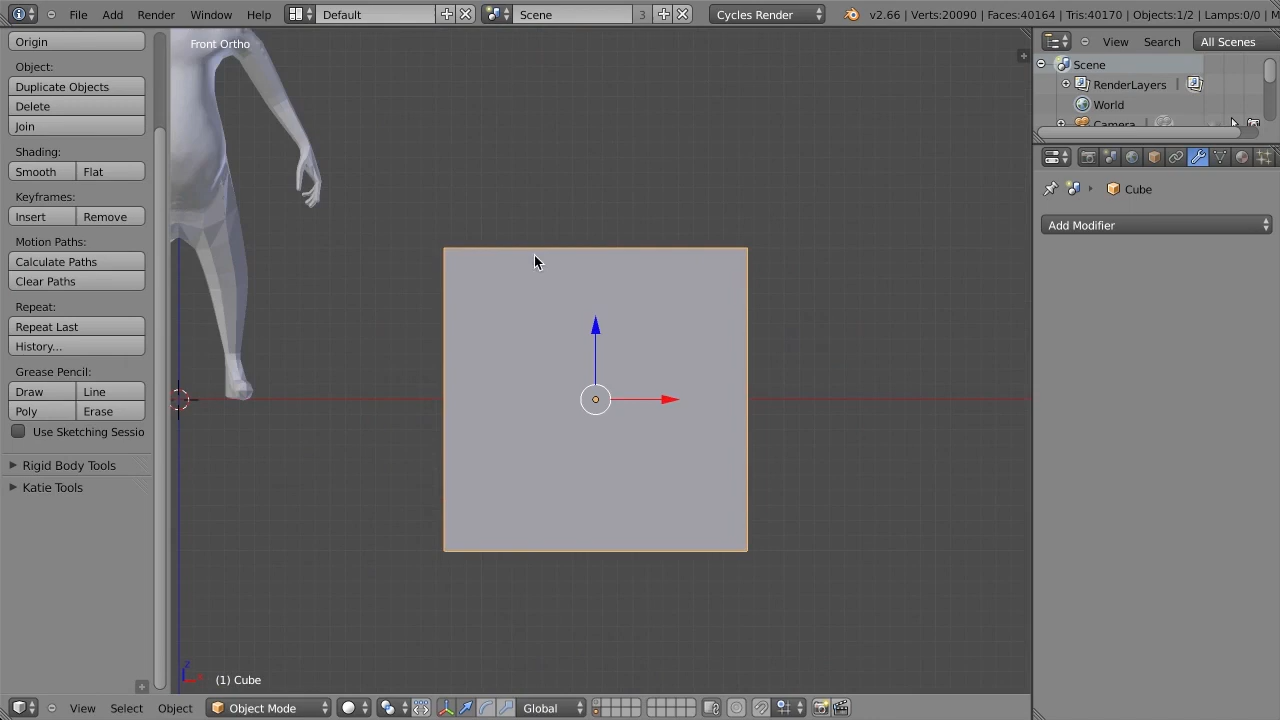 File Add Render Window Help Default Scene 3 Cycles Render v2.66 | Verts:20090 | Faces:40164 | Tris:40170 | Objects:1/2 | Lamps:0/0 |
Origin
Front Ortho
Object:
Duplicate Objects
Delete
Join
Shading:
Smooth Flat
Keyframes:
Insert Remove
Motion Paths:
Calculate Paths
Clear Paths
Repeat:
Repeat Last
History...
Grease Pencil:
Draw Line
Poly Erase
Use Sketching Sessio
Rigid Body Tools
Katie Tools
z
(1) Cube
View Select Object Object Mode Global
View Search All Scenes
Scene
RenderLayers |
World
Camera
Cube
Add Modifier